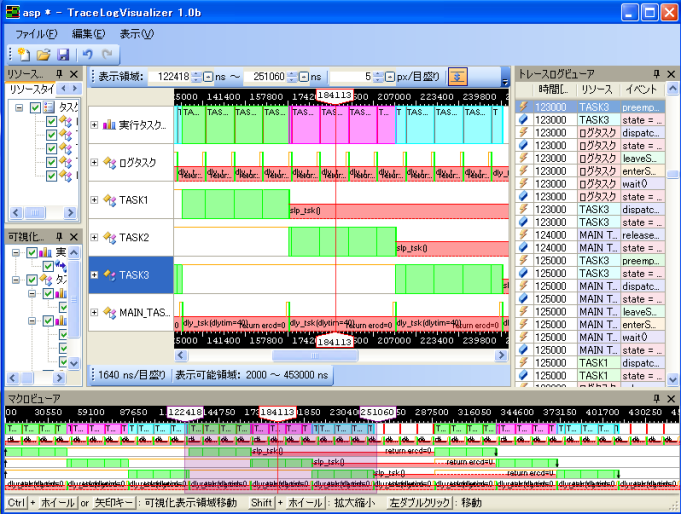 asp * - TraceLogVisualizer 1.0b
ファイル(F) 編集(E) 表示(V)
リソース..
リソースタイ
タスク
可視化..
実
タ.
表示領域: 122418 ns ～ 251060 ns 5 px/目盛り
141400 157800 184113 207000 223400 239800
実行タスク..
ログタスク
TASK1
slp_tsk()
TASK2
slp_tsk()
TASK3
MAIN_TAS..
dly_tsk(dlytim=40) return ercd=0 dly_tsk(dlytim=40) return ercd=0 dly_tsk(dlytim=40) return ercd=0
141400 157800 184113 207000 223400 239800
1640 ns/目盛り 表示可能領域: 2000 ～ 453000 ns
トレースログビューア
時間[.. リソース イベント
123000 TASK3 preemp...
123000 TASK3 state = ...
123000 ログタスク dispatc...
123000 ログタスク state = ...
123000 ログタスク leaveS...
123000 ログタスク enterS...
123000 ログタスク wait()
123000 ログタスク state = ...
123000 TASK3 dispatc...
123000 TASK3 state = ...
124000 MAIN T... release...
124000 MAIN T... state = ...
125000 TASK3 preemp...
125000 TASK3 state = ...
125000 MAIN T... dispatc...
125000 MAIN T... state = ...
125000 MAIN T... leaveS...
125000 MAIN T... enterS...
125000 MAIN T... wait()
125000 MAIN T... state = ...
125000 TASK1 dispatc...
125000 TASK1 state = ...
マクロビューア
00 30550 59100 87650 122418 144750 184113 251060 287500 316050 344600 373150 401700 430250
slp_tsk() return ercd=0
slp_tsk() return ercd=0
slp_tsk() return ercd=0
Ctrl + ホイール or 矢印キー : 可視化表示領域移動 Shift + ホイール : 拡大縮小 左ダブルクリック : 移動